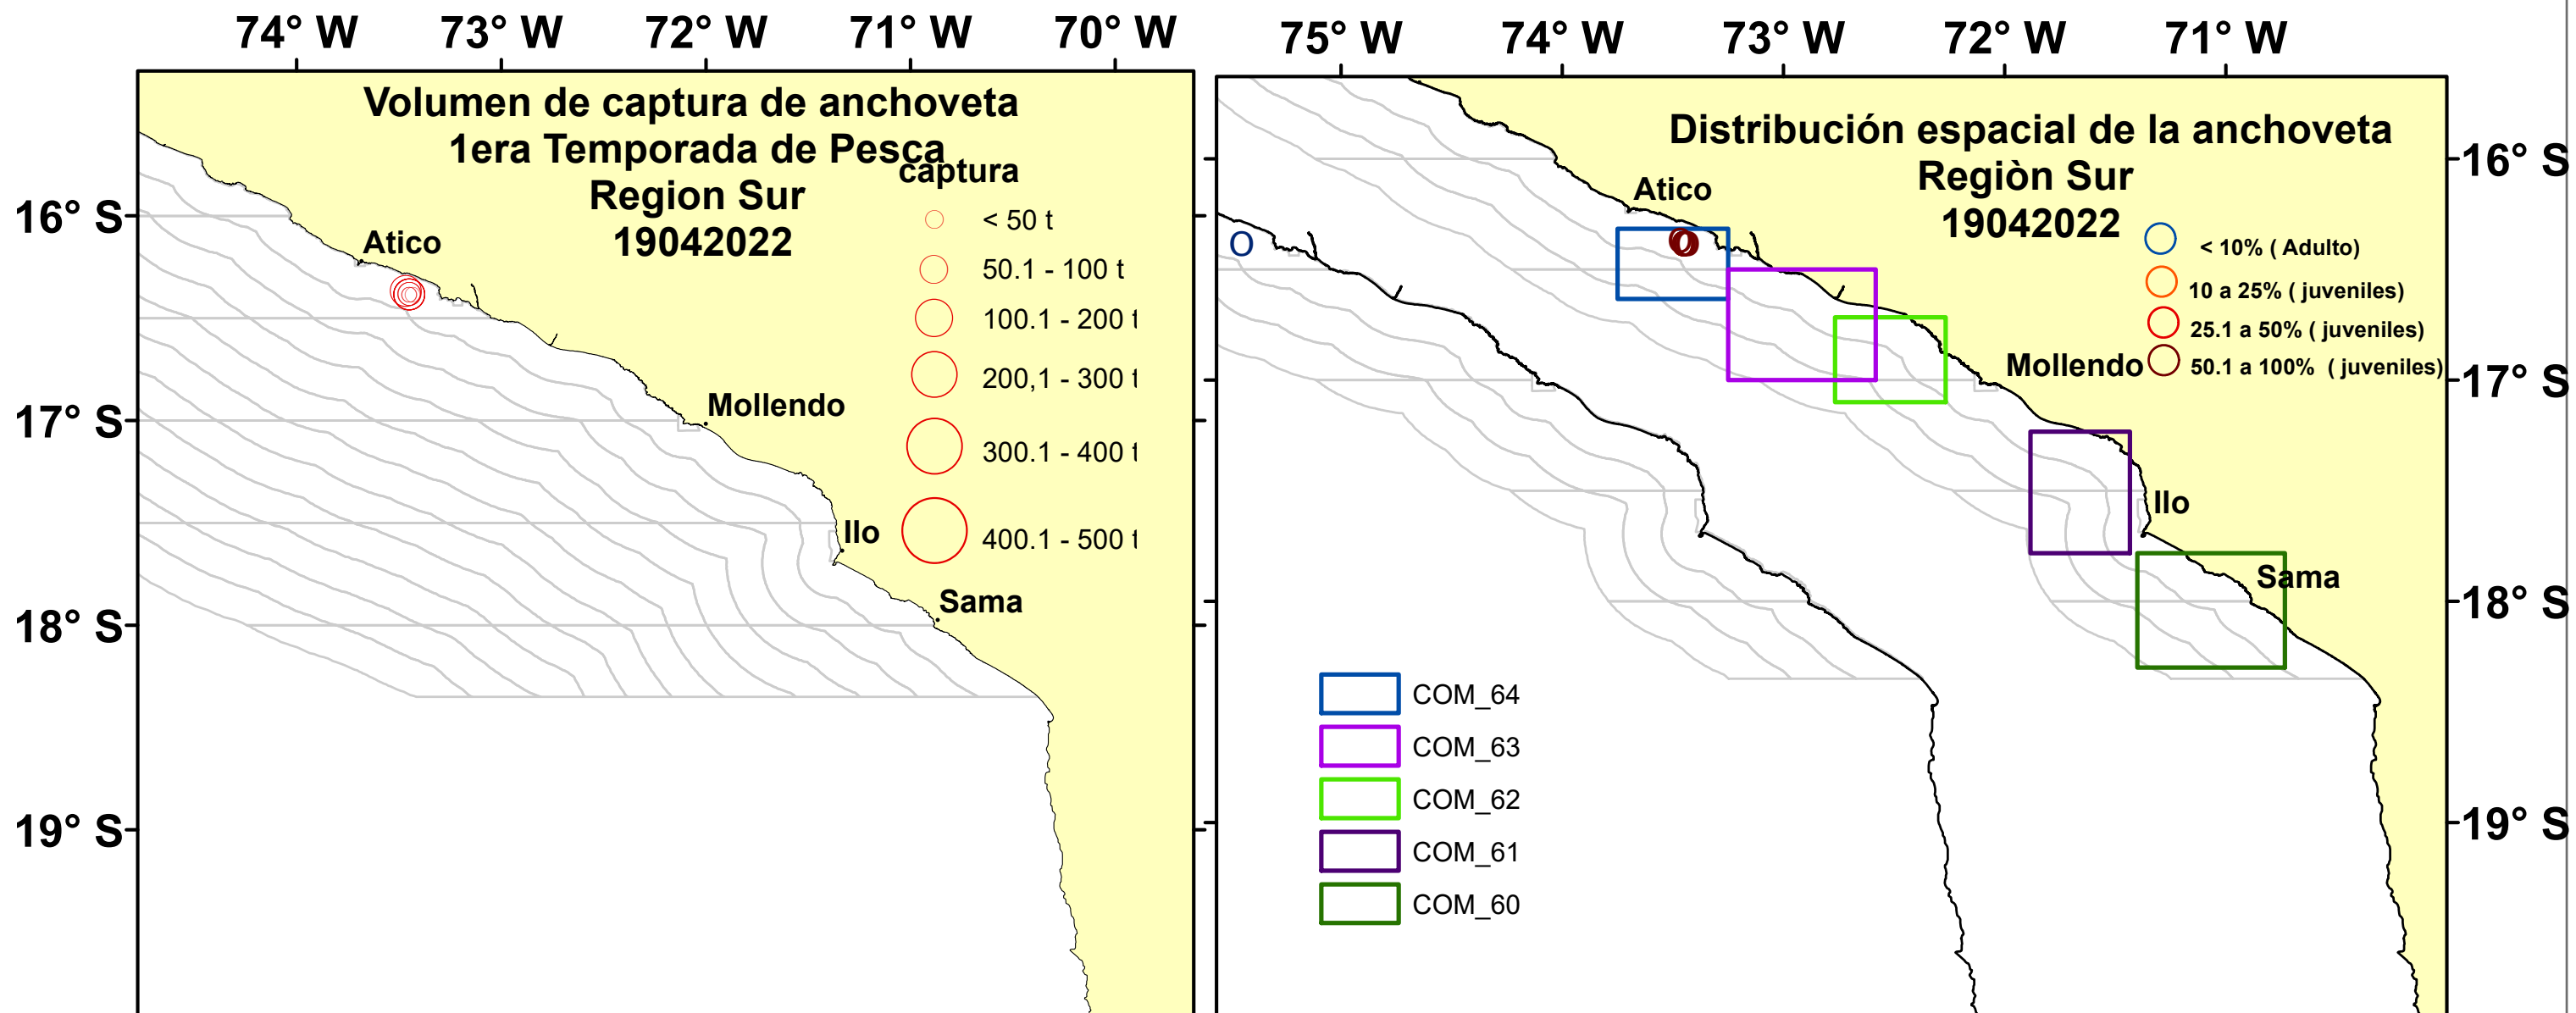 74° W 73° W 72° W 71° W 70° W
Volumen de captura de anchoveta
1era Temporada de Pesca
Region Sur
19042022
captura
< 50 t
50.1 - 100 t
100.1 - 200 t
200,1 - 300 t
300.1 - 400 t
400.1 - 500 t
16° S
17° S
18° S
19° S
Atico
Mollendo
Ilo
Sama
75° W 74° W 73° W 72° W 71° W
Distribución espacial de la anchoveta
Regiòn Sur
19042022
< 10% ( Adulto)
10 a 25% ( juveniles)
25.1 a 50% ( juveniles)
50.1 a 100% ( juveniles)
Atico
O
Mollendo
Ilo
Sama
16° S
17° S
18° S
19° S
COM_64
COM_63
COM_62
COM_61
COM_60